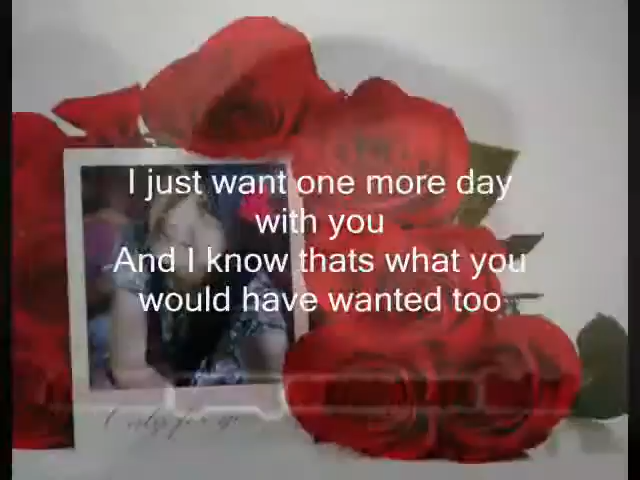 I just want one more day
with you
And I know thats what you
would have wanted too